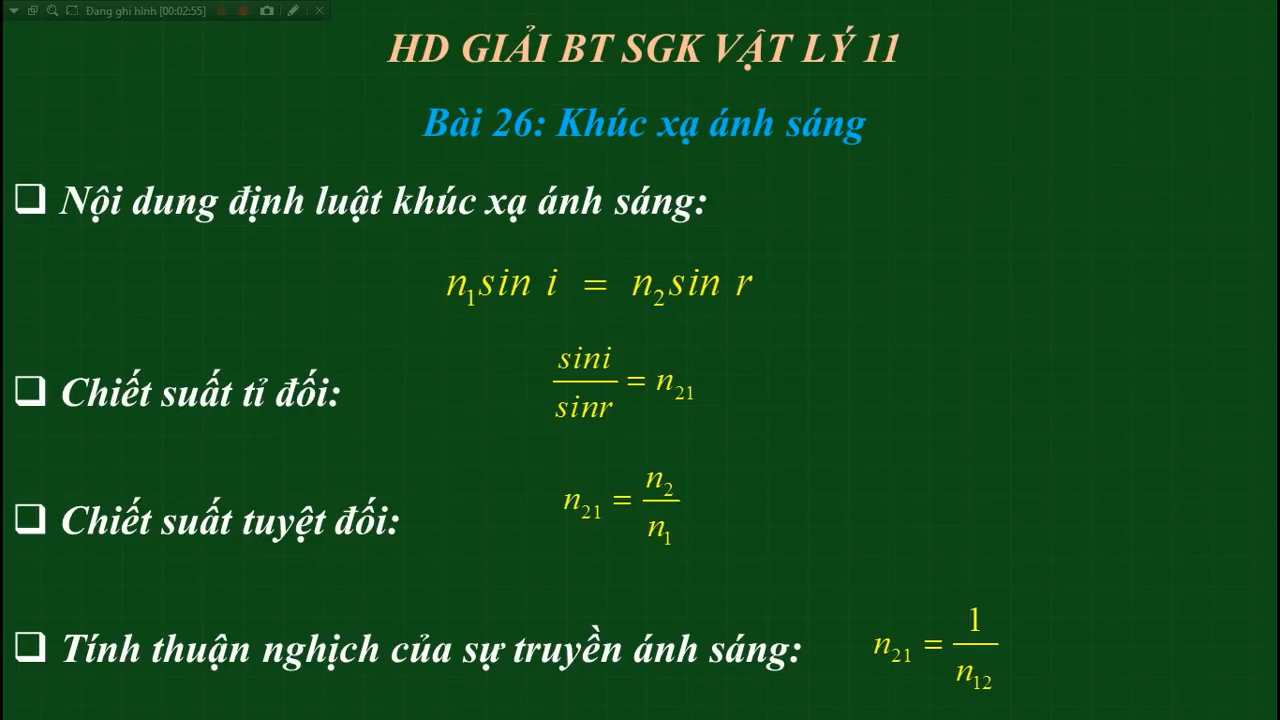 Đang ghi hình [00:02:55]
HD GIẢI BT SGK VẬT LÝ 11
Bài 26: Khúc xạ ánh sáng
❑ Nội dung định luật khúc xạ ánh sáng:
n₁sin i = n₂sin r
❑ Chiết suất tỉ đối: sini/sinr = n₂₁
❑ Chiết suất tuyệt đối: n₂₁ = n₂/n₁
❑ Tính thuận nghịch của sự truyền ánh sáng: n₂₁ = 1/n₁₂